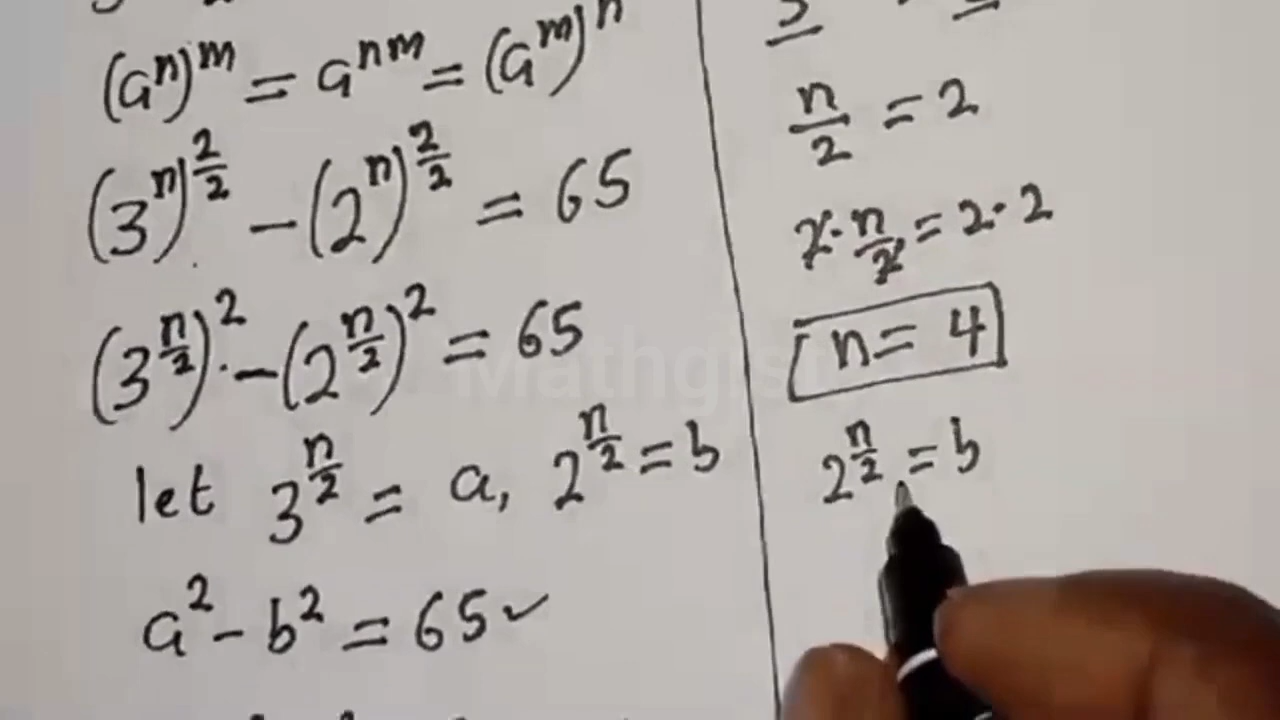 (a^n)^m = a^nm = (a^m)^n
(3^n)^2/2 - (2^n)^2/2 = 65
(3^n/2)^2 - (2^n/2)^2 = 65
let 3^n/2 = a, 2^n/2 = b
a^2 - b^2 = 65 ✓
n/2 = 2
2 · n/2 = 2 · 2
n = 4
2^n/2 = b
Mathgist